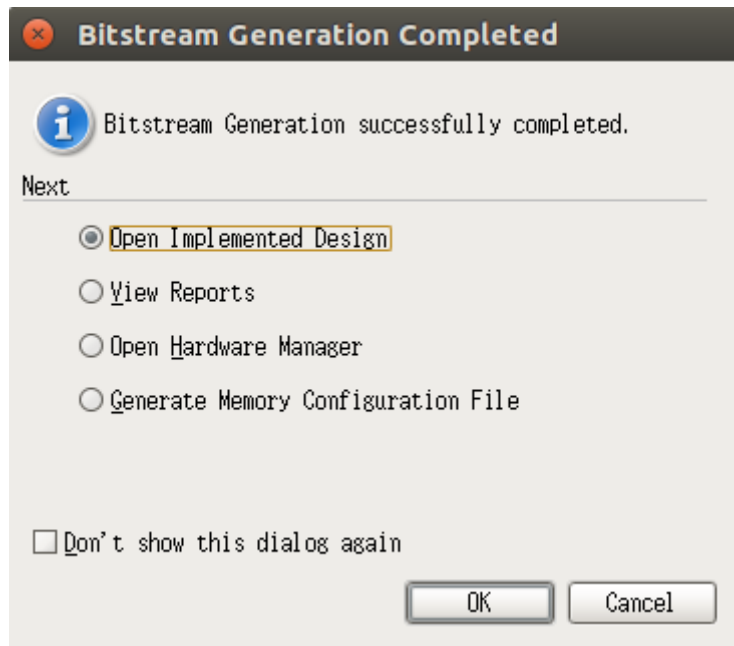 Bitstream Generation Completed
Bitstream Generation successfully completed.
Next
Open Implemented Design
View Reports
Open Hardware Manager
Generate Memory Configuration File
Don't show this dialog again
OK
Cancel